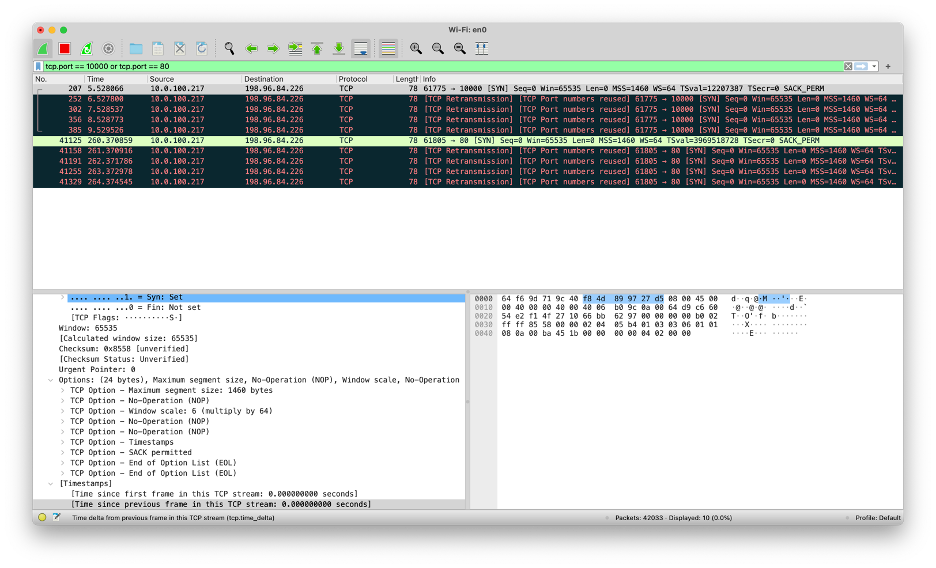 Wi-Fi: en0
tcp.port == 10000 or tcp.port == 80
No. Time Source Destination Protocol Length Info
207 5.528066 10.0.100.217 198.96.84.226 TCP 78 61775 → 10000 [SYN] Seq=0 Win=65535 Len=0 MSS=1460 WS=64 TSval=12207387 TSecr=0 SACK_PERM
252 6.527800 10.0.100.217 198.96.84.226 TCP 78 [TCP Retransmission] [TCP Port numbers reused] 61775 → 10000 [SYN] Seq=0 Win=65535 Len=0 MSS=1460 WS=64 …
302 7.528537 10.0.100.217 198.96.84.226 TCP 78 [TCP Retransmission] [TCP Port numbers reused] 61775 → 10000 [SYN] Seq=0 Win=65535 Len=0 MSS=1460 WS=64 …
356 8.528773 10.0.100.217 198.96.84.226 TCP 78 [TCP Retransmission] [TCP Port numbers reused] 61775 → 10000 [SYN] Seq=0 Win=65535 Len=0 MSS=1460 WS=64 …
385 9.529526 10.0.100.217 198.96.84.226 TCP 78 [TCP Retransmission] [TCP Port numbers reused] 61775 → 10000 [SYN] Seq=0 Win=65535 Len=0 MSS=1460 WS=64 …
41125 260.370859 10.0.100.217 198.96.84.226 TCP 78 61805 → 80 [SYN] Seq=0 Win=65535 Len=0 MSS=1460 WS=64 TSval=3969518728 TSecr=0 SACK_PERM
41158 261.370916 10.0.100.217 198.96.84.226 TCP 78 [TCP Retransmission] [TCP Port numbers reused] 61805 → 80 [SYN] Seq=0 Win=65535 Len=0 MSS=1460 WS=64 TSv…
41191 262.371786 10.0.100.217 198.96.84.226 TCP 78 [TCP Retransmission] [TCP Port numbers reused] 61805 → 80 [SYN] Seq=0 Win=65535 Len=0 MSS=1460 WS=64 TSv…
41255 263.372978 10.0.100.217 198.96.84.226 TCP 78 [TCP Retransmission] [TCP Port numbers reused] 61805 → 80 [SYN] Seq=0 Win=65535 Len=0 MSS=1460 WS=64 TSv…
41329 264.374545 10.0.100.217 198.96.84.226 TCP 78 [TCP Retransmission] [TCP Port numbers reused] 61805 → 80 [SYN] Seq=0 Win=65535 Len=0 MSS=1460 WS=64 TSv…
.... .... ..1. = Syn: Set
.... .... ...0 = Fin: Not set
[TCP Flags: ··········S·]
Window: 65535
[Calculated window size: 65535]
Checksum: 0x8558 [unverified]
[Checksum Status: Unverified]
Urgent Pointer: 0
Options: (24 bytes), Maximum segment size, No-Operation (NOP), Window scale, No-Operation
TCP Option - Maximum segment size: 1460 bytes
TCP Option - No-Operation (NOP)
TCP Option - Window scale: 6 (multiply by 64)
TCP Option - No-Operation (NOP)
TCP Option - No-Operation (NOP)
TCP Option - Timestamps
TCP Option - SACK permitted
TCP Option - End of Option List (EOL)
TCP Option - End of Option List (EOL)
[Timestamps]
[Time since first frame in this TCP stream: 0.000000000 seconds]
[Time since previous frame in this TCP stream: 0.000000000 seconds]
0000 64 f6 9d 71 9c 40 f8 4d 89 97 27 d5 08 00 45 00 d··q·@·M ··'···E·
0010 00 40 00 00 40 00 40 06 b0 9c 0a 00 64 d9 c6 60 ·@··@·@· ····d··`
0020 54 e2 f1 4f 27 10 66 bb 62 97 00 00 00 00 b0 02 T··O'·f· b·······
0030 ff ff 85 58 00 00 02 04 05 b4 01 03 03 06 01 01 ···X···· ········
0040 08 0a 00 ba 45 1b 00 00 00 00 04 02 00 00 ····E··· ······
Time delta from previous frame in this TCP stream (tcp.time_delta)
Packets: 42033 · Displayed: 10 (0.0%)
Profile: Default